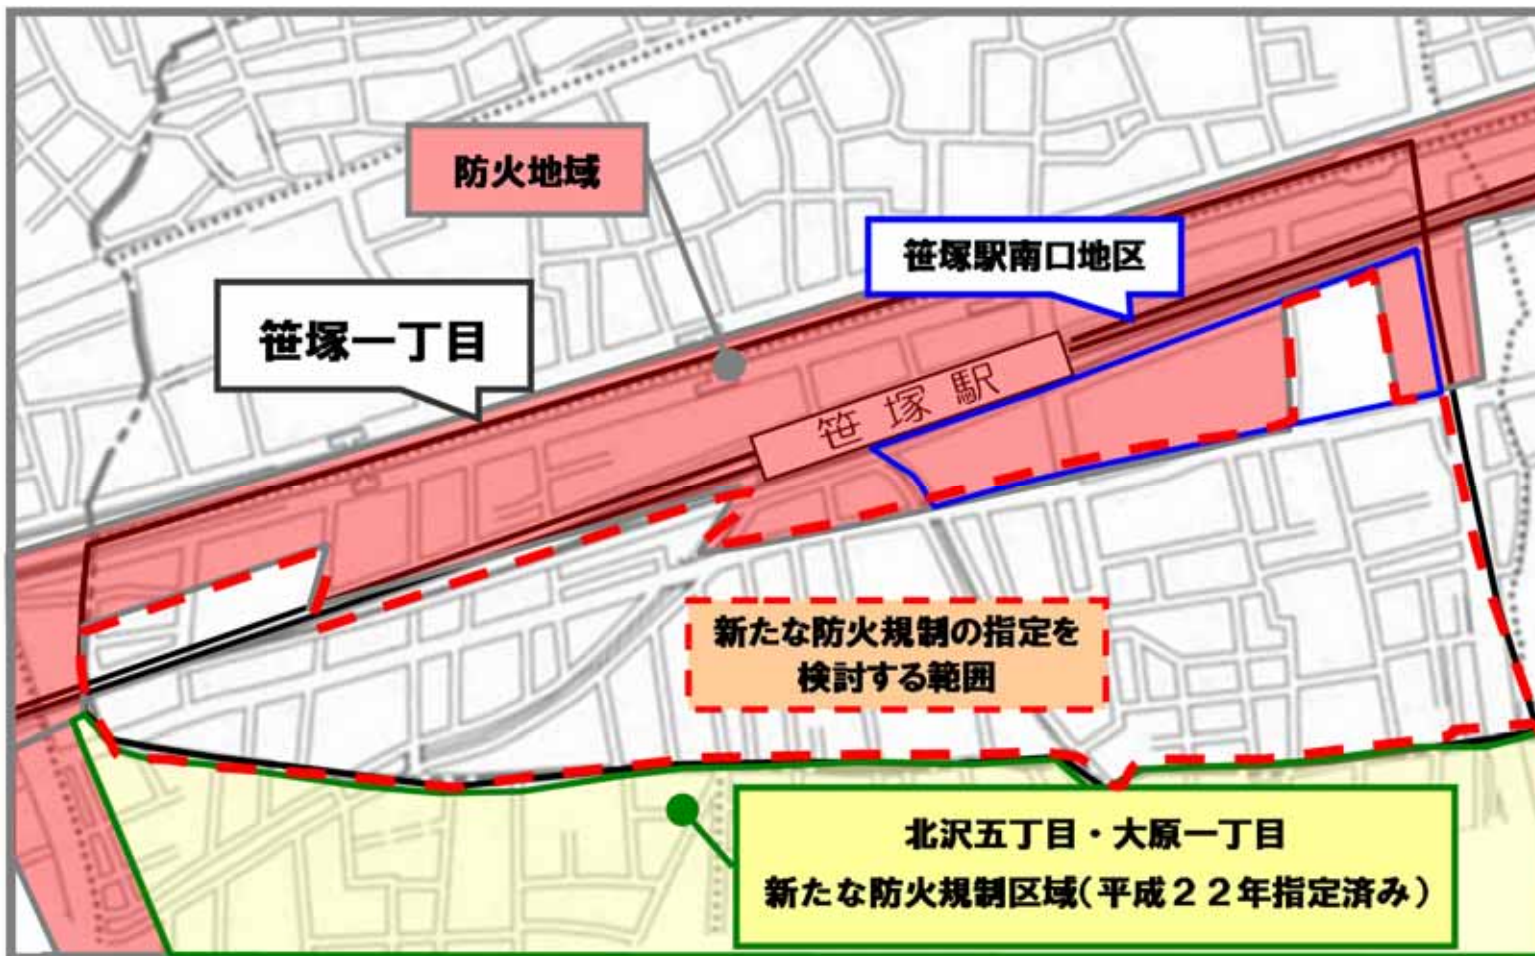 防火地域
笹塚駅南口地区
笹塚一丁目
笹塚駅
新たな防火規制の指定を
検討する範囲
北沢五丁目・大原一丁目
新たな防火規制区域(平成22年指定済み)